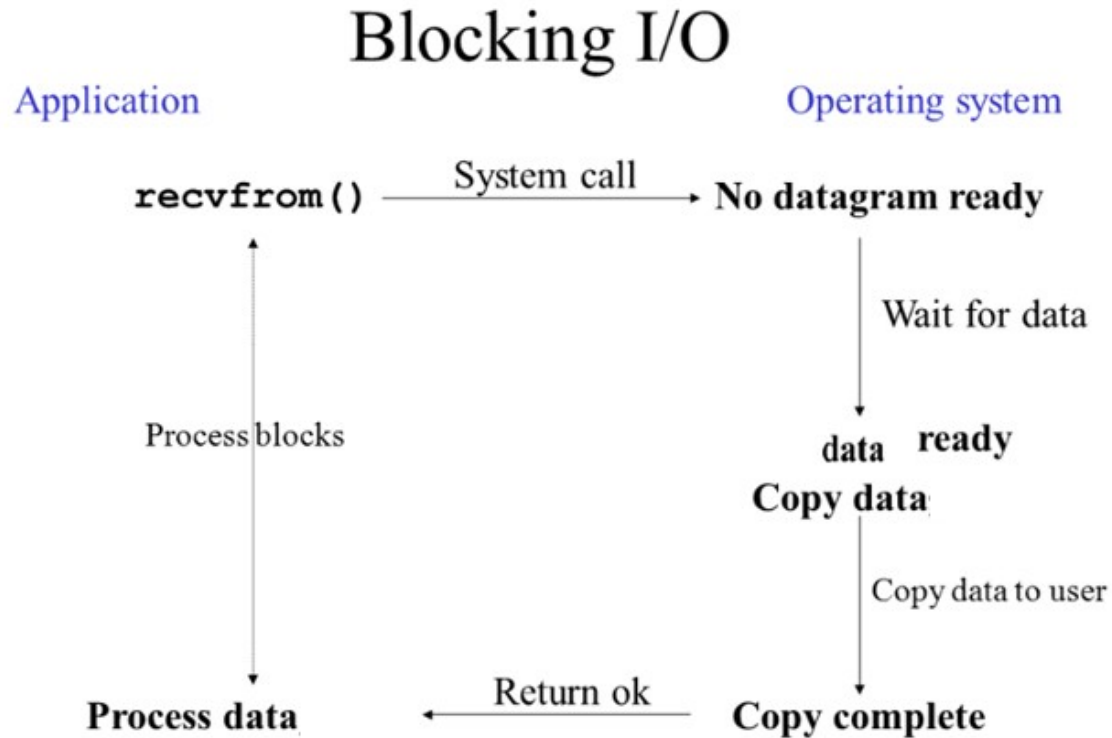 Blocking I/O
Application
Operating system
recvfrom()
System call
No datagram ready
Wait for data
Process blocks
data ready
Copy data
Copy data to user
Process data
Return ok
Copy complete